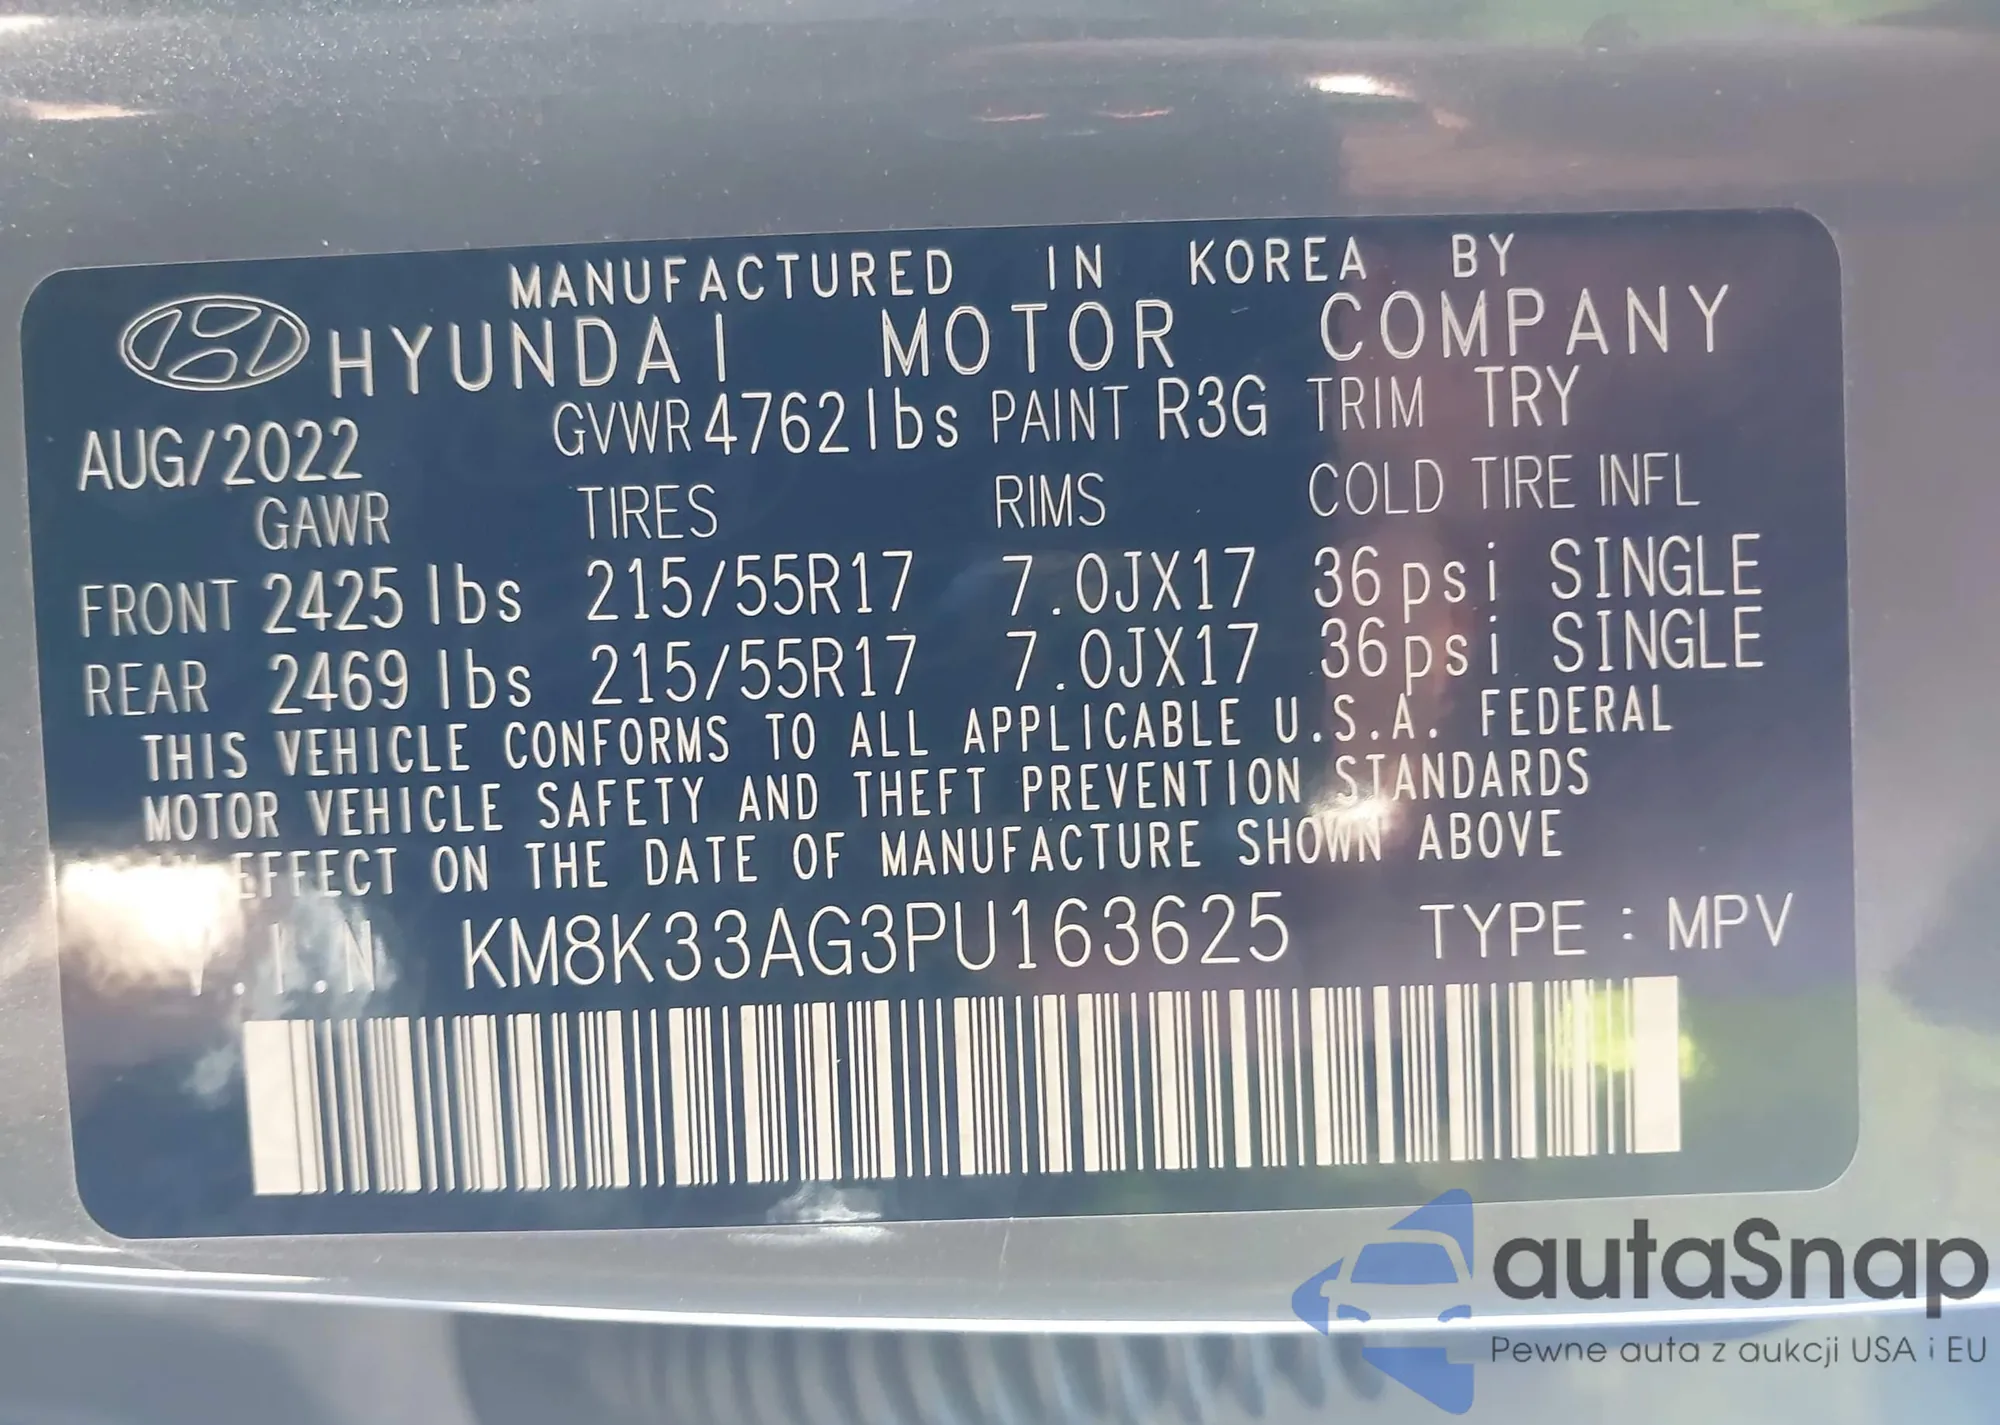 MANUFACTURED IN KOREA BY
HYUNDAI MOTOR COMPANY
AUG/2022 GVWR 4762 lbs PAINT R3G TRIM TRY
GAWR TIRES RIMS COLD TIRE INFL
FRONT 2425 lbs 215/55R17 7.0JX17 36psi SINGLE
REAR 2469 lbs 215/55R17 7.0JX17 36psi SINGLE
THIS VEHICLE CONFORMS TO ALL APPLICABLE U.S.A. FEDERAL
MOTOR VEHICLE SAFETY AND THEFT PREVENTION STANDARDS
IN EFFECT ON THE DATE OF MANUFACTURE SHOWN ABOVE
V.I.N KM8K33AG3PU163625 TYPE : MPV
autaSnap
Pewne auta z aukcji USA i EU